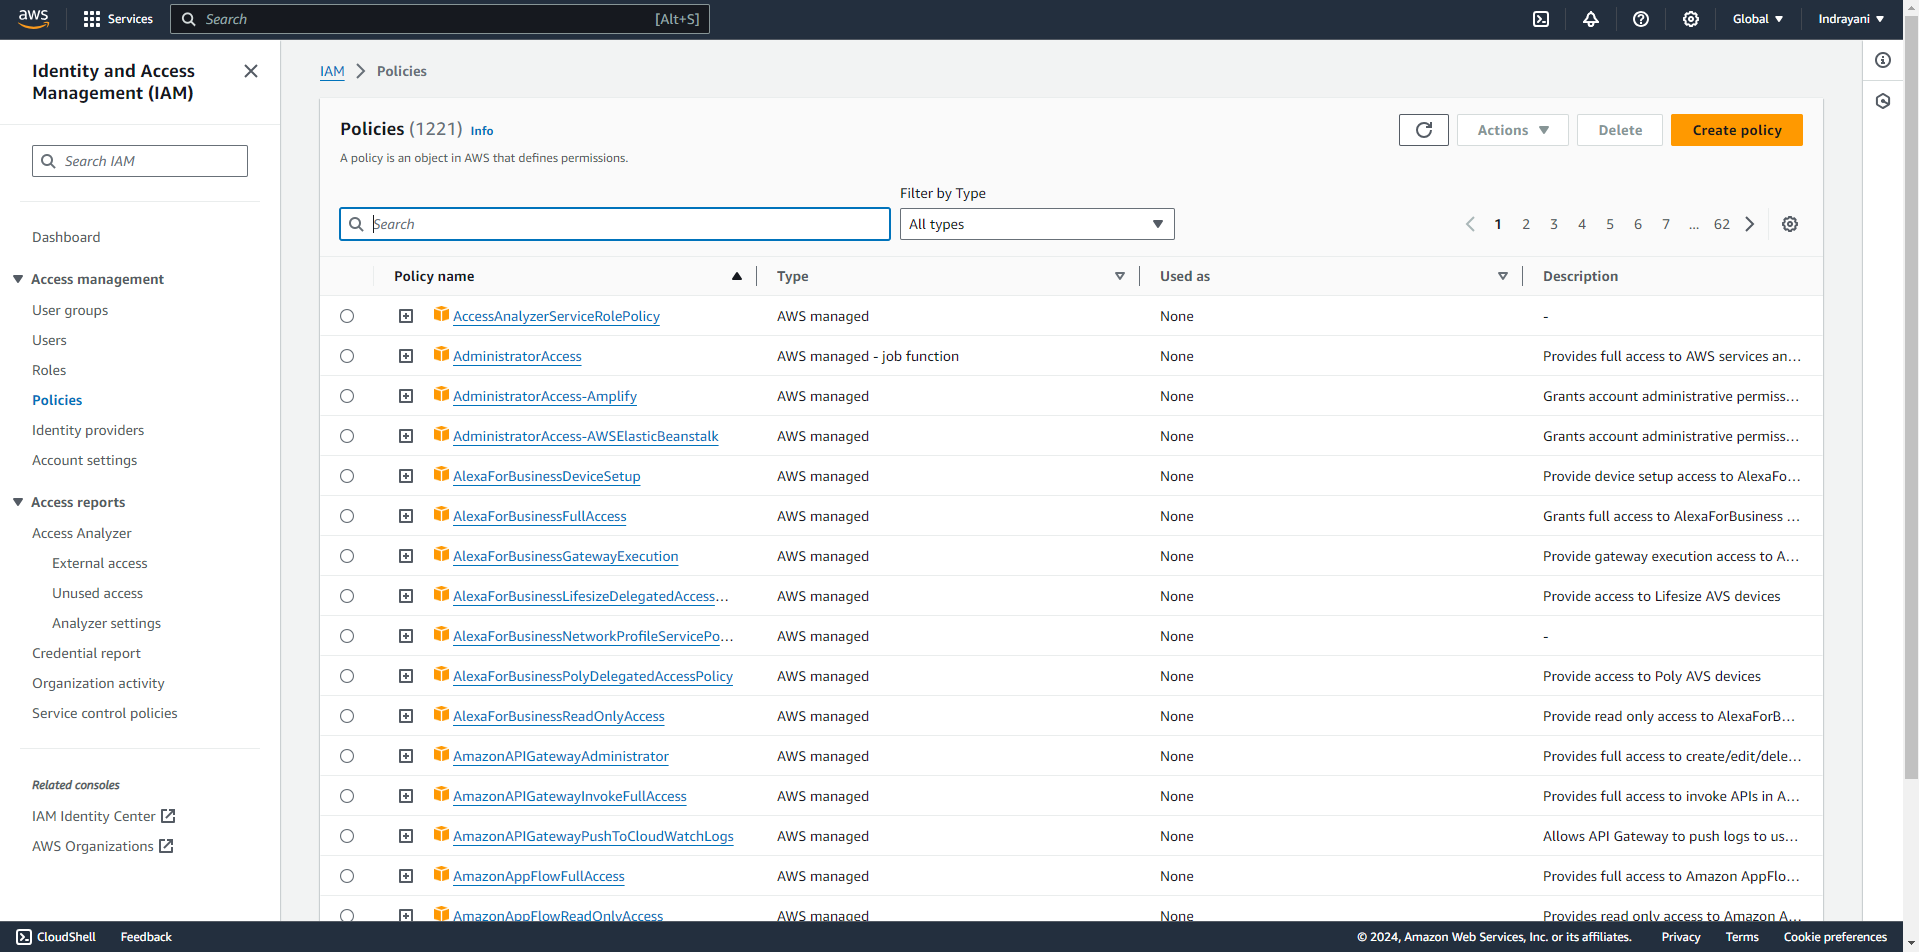 aws
Services
Search
[Alt+S]
Global
Indrayani
Identity and Access
Management (IAM)
Search IAM
Dashboard
Access management
User groups
Users
Roles
Policies
Identity providers
Account settings
Access reports
Access Analyzer
External access
Unused access
Analyzer settings
Credential report
Organization activity
Service control policies
Related consoles
IAM Identity Center
AWS Organizations
IAM > Policies
Policies (1221) Info
A policy is an object in AWS that defines permissions.
Actions
Delete
Create policy
Filter by Type
Search
All types
1 2 3 4 5 6 7 ... 62
Policy name Type Used as Description
AccessAnalyzerServiceRolePolicy AWS managed None -
AdministratorAccess AWS managed - job function None Provides full access to AWS services an...
AdministratorAccess-Amplify AWS managed None Grants account administrative permiss...
AdministratorAccess-AWSElasticBeanstalk AWS managed None Grants account administrative permiss...
AlexaForBusinessDeviceSetup AWS managed None Provide device setup access to AlexaFo...
AlexaForBusinessFullAccess AWS managed None Grants full access to AlexaForBusiness ...
AlexaForBusinessGatewayExecution AWS managed None Provide gateway execution access to A...
AlexaForBusinessLifesizeDelegatedAccess... AWS managed None Provide access to Lifesize AVS devices
AlexaForBusinessNetworkProfileServicePo... AWS managed None -
AlexaForBusinessPolyDelegatedAccessPolicy AWS managed None Provide access to Poly AVS devices
AlexaForBusinessReadOnlyAccess AWS managed None Provide read only access to AlexaForB...
AmazonAPIGatewayAdministrator AWS managed None Provides full access to create/edit/dele...
AmazonAPIGatewayInvokeFullAccess AWS managed None Provides full access to invoke APIs in A...
AmazonAPIGatewayPushToCloudWatchLogs AWS managed None Allows API Gateway to push logs to us...
AmazonAppFlowFullAccess AWS managed None Provides full access to Amazon AppFlo...
AmazonAppFlowReadOnlyAccess AWS managed None Provides read only access to Amazon A...
CloudShell
Feedback
© 2024, Amazon Web Services, Inc. or its affiliates.
Privacy
Terms
Cookie preferences